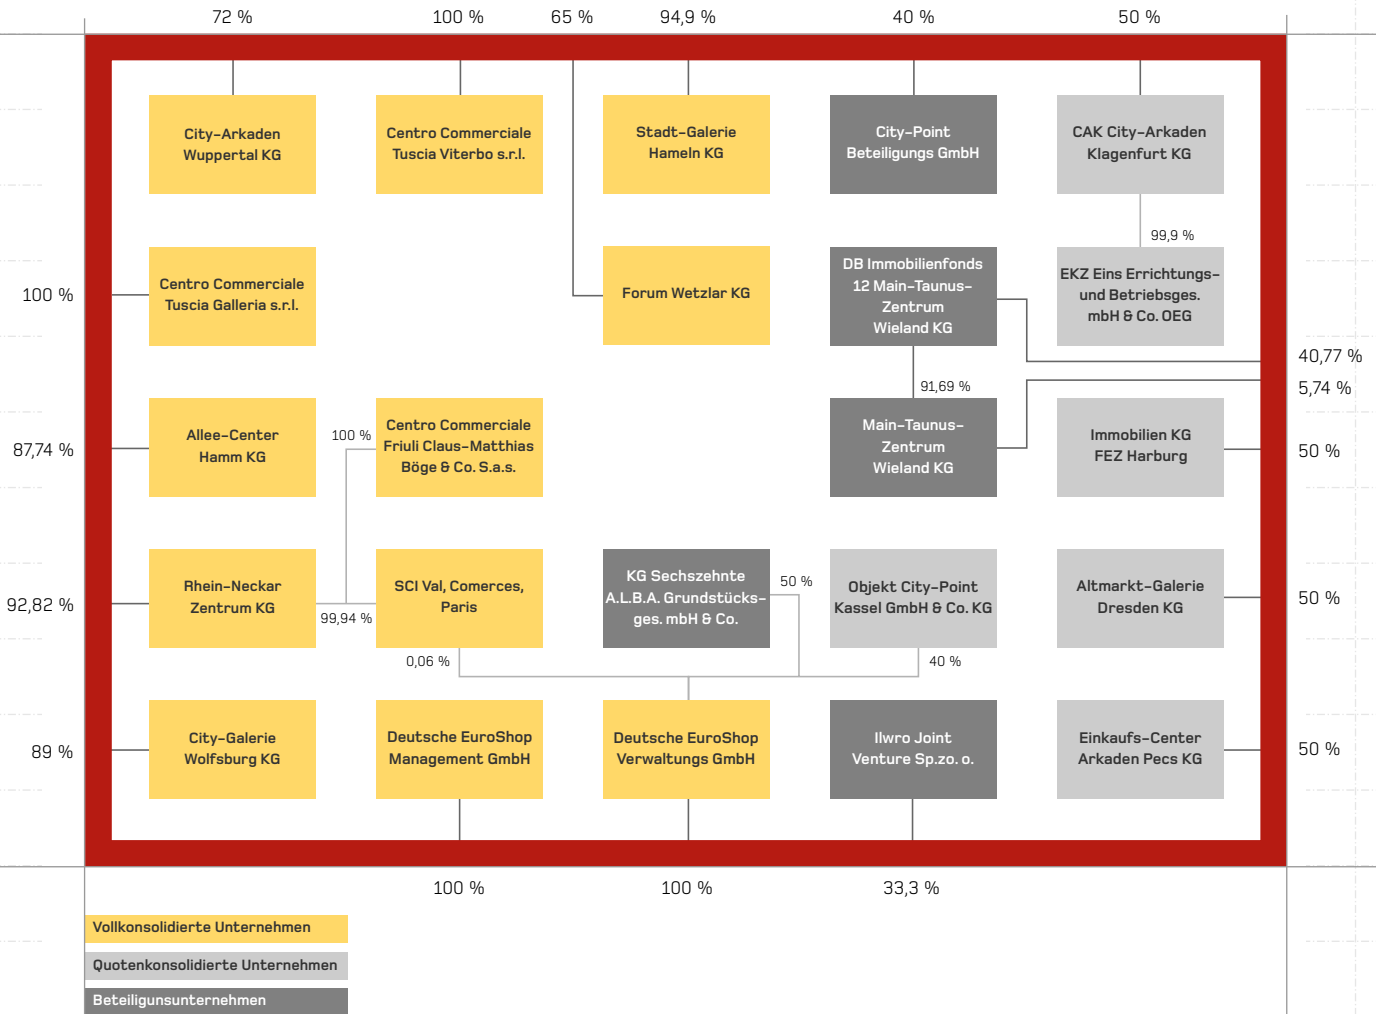 72 %
100 %
65 %
94,9 %
40 %
50 %
City-Arkaden
Wuppertal KG
Centro Commerciale
Tuscia Viterbo s.r.l.
Stadt-Galerie
Hameln KG
City-Point
Beteiligungs GmbH
CAK City-Arkaden
Klagenfurt KG
99,9 %
100 %
Centro Commerciale
Tuscia Galleria s.r.l.
Forum Wetzlar KG
DB Immobilienfonds
12 Main-Taunus-
Zentrum
Wieland KG
EKZ Eins Errichtungs-
und Betriebsges.
mbH & Co. OEG
40,77 %
5,74 %
91,69 %
87,74 %
Allee-Center
Hamm KG
100 %
Centro Commerciale
Friuli Claus-Matthias
Böge & Co. S.a.s.
Main-Taunus-
Zentrum
Wieland KG
Immobilien KG
FEZ Harburg
50 %
92,82 %
Rhein-Neckar
Zentrum KG
99,94 %
SCI Val, Comerces,
Paris
KG Sechszehnte
A.L.B.A. Grundstücks-
ges. mbH & Co.
50 %
Objekt City-Point
Kassel GmbH & Co. KG
Altmarkt-Galerie
Dresden KG
50 %
0,06 %
40 %
89 %
City-Galerie
Wolfsburg KG
Deutsche EuroShop
Management GmbH
Deutsche EuroShop
Verwaltungs GmbH
Ilwro Joint
Venture Sp.zo. o.
Einkaufs-Center
Arkaden Pecs KG
50 %
100 %
100 %
33,3 %
Vollkonsolidierte Unternehmen
Quotenkonsolidierte Unternehmen
Beteiligunsunternehmen